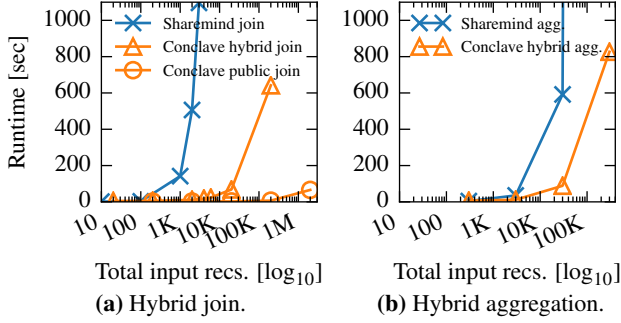 Runtime [sec]
1000
800
600
400
200
0
Sharemind join
Conclave hybrid join
Conclave public join
10
100
1K
10K
100K
1M
Total input recs. [log10]
(a) Hybrid join.
1000
800
600
400
200
0
Sharemind agg.
Conclave hybrid agg.
10
100
1K
10K
100K
Total input recs. [log10]
(b) Hybrid aggregation.